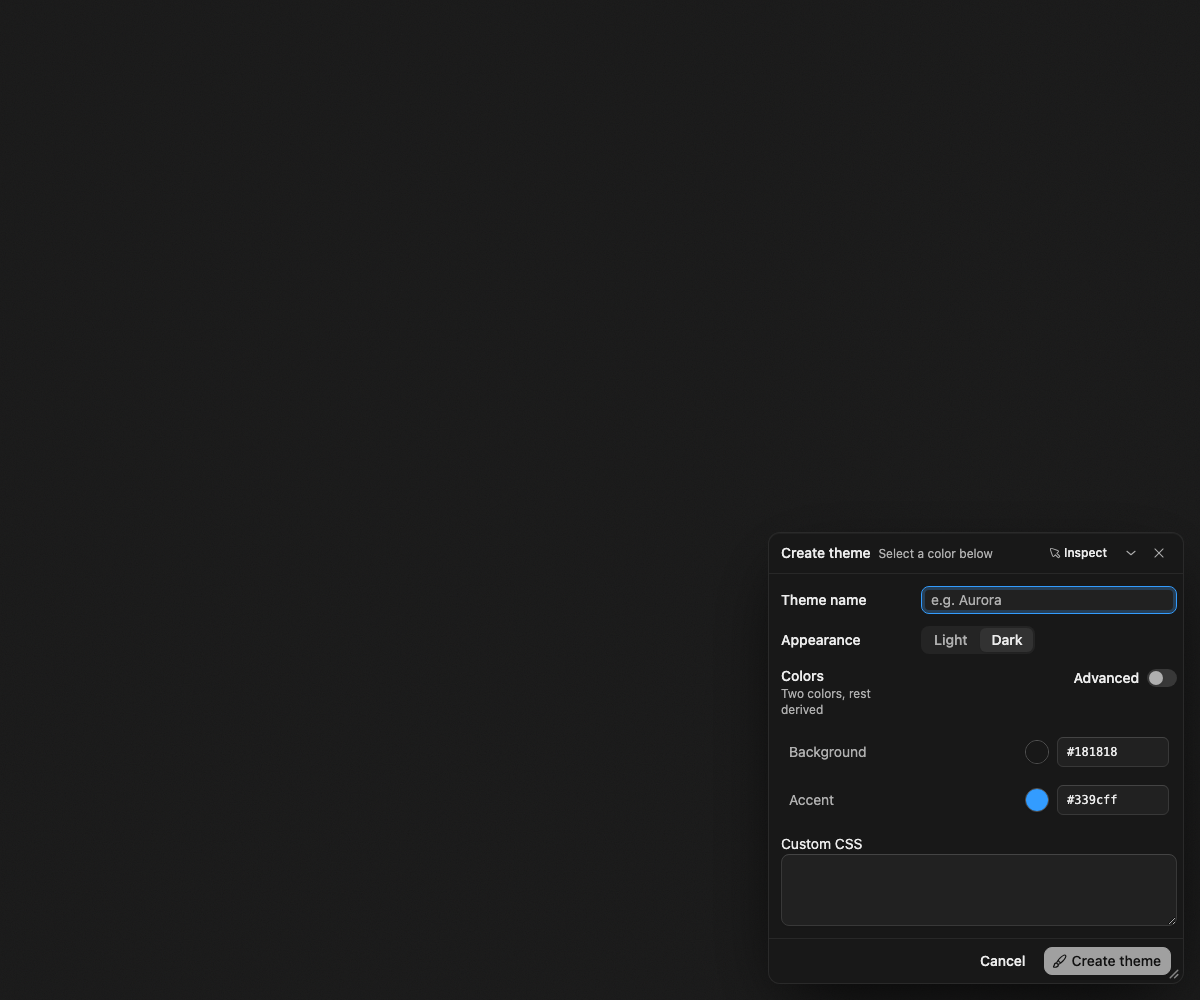 Create theme Select a color below Inspect
Theme name e.g. Aurora
Appearance Light Dark
Colors Advanced
Two colors, rest
derived
Background #181818
Accent #339cff
Custom CSS
Cancel Create theme